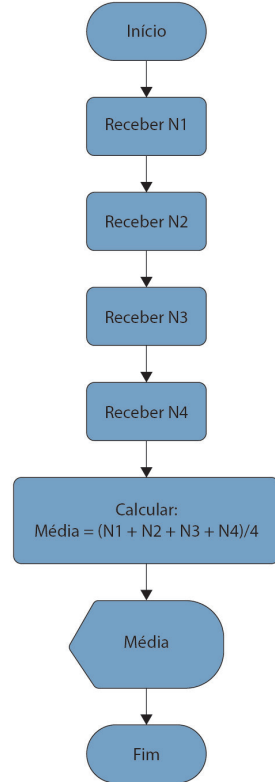 Início
Receber N1
Receber N2
Receber N3
Receber N4
Calcular:
Média = (N1 + N2 + N3 + N4)/4
Média
Fim